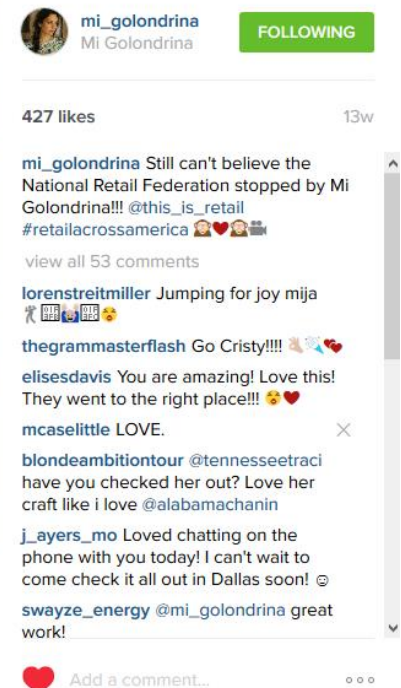 mi_golondrina
Mi Golondrina
FOLLOWING
427 likes
13w
mi_golondrina Still can't believe the
National Retail Federation stopped by Mi
Golondrina!!! @this_is_retail
#retailacrossamerica 🙊❤🙊🎥
view all 53 comments
lorenstreitmiller Jumping for joy mija
thegrammasterflash Go Cristy!!!!
elisesdavis You are amazing! Love this!
They went to the right place!!! 😲❤
mcaselittle LOVE.
blondeambitiontour @tennesseetraci
have you checked her out? Love her
craft like i love @alabamachanin
j_ayers_mo Loved chatting on the
phone with you today! I can't wait to
come check it all out in Dallas soon! ☺
swayze_energy @mi_golondrina great
work!
Add a comment...